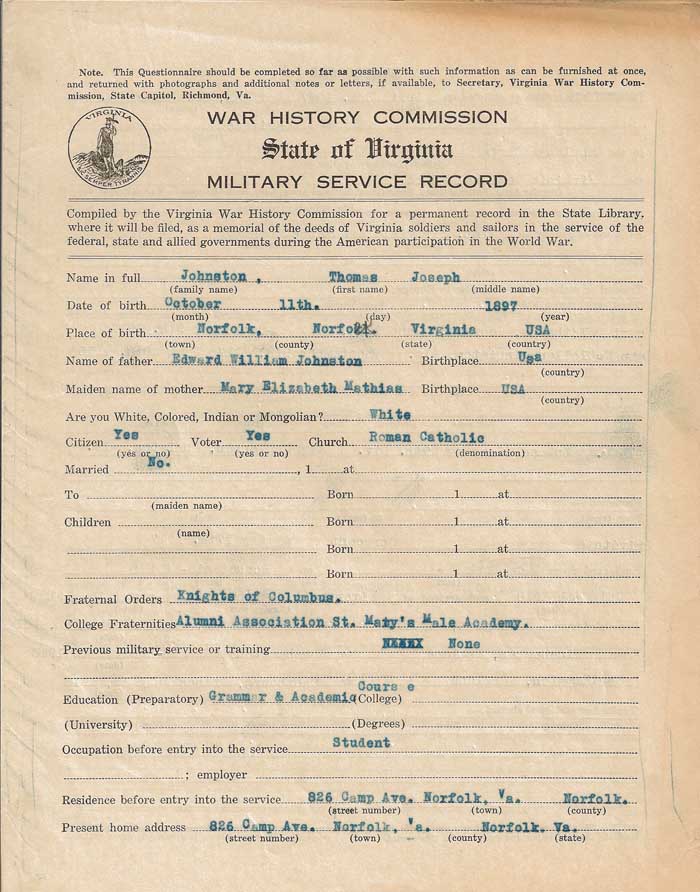 Note. This Questionnaire should be completed so far as possible with such information as can be furnished at once,
and returned with photographs and additional notes or letters, if available, to Secretary, Virginia War History Com-
mission, State Capitol, Richmond, Va.
VIRGINIA
SEMPER TYRANNIS
WAR HISTORY COMMISSION
State of Virginia
MILITARY SERVICE RECORD
Compiled by the Virginia War History Commission for a permanent record in the State Library,
where it will be filed, as a memorial of the deeds of Virginia soldiers and sailors in the service of the
federal, state and allied governments during the American participation in the World War.
Name in full Johnston , Thomas Joseph
(family name) (first name) (middle name)
Date of birth October 11th. 1897
(month) (day) (year)
Place of birth Norfolk, Norfolk. Virginia USA
(town) (county) (state) (country)
Name of father Edward William Johnston Birthplace Usa
(country)
Maiden name of mother Mary Elizabeth Mathias Birthplace USA
(country)
Are you White, Colored, Indian or Mongolian? White
Citizen Yes Voter Yes Church Roman Catholic
(yes or no) (yes or no) (denomination)
Married No. , 1 at
To Born 1 at
(maiden name)
Children Born 1 at
(name)
Born 1 at
Born 1 at
Fraternal Orders Knights of Columbus.
College Fraternities Alumni Association St. Mary's Male Academy.
Previous military service or training None
Education (Preparatory) Grammar & Academic Course (College)
(University) (Degrees)
Occupation before entry into the service Student
; employer
Residence before entry into the service 826 Camp Ave. Norfolk, Va. Norfolk.
(street number) (town) (county)
Present home address 826 Camp Ave. Norfolk, Va. Norfolk. Va.
(street number) (town) (county) (state)